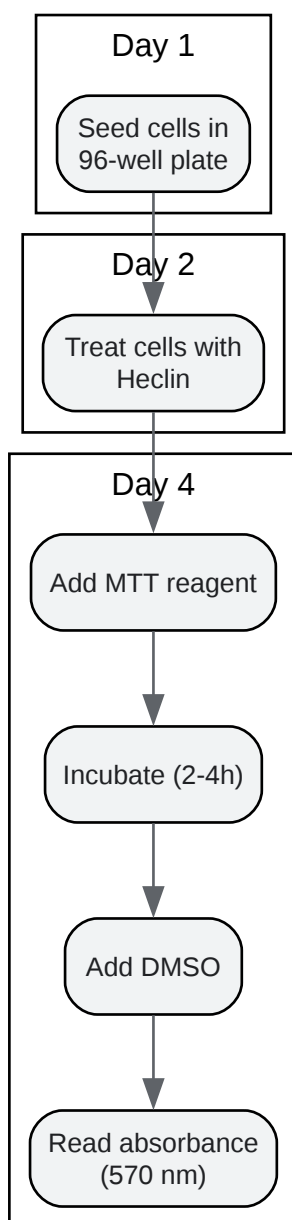 Day 1
Seed cells in
96-well plate
Day 2
Treat cells with
Heclin
Day 4
Add MTT reagent
Incubate (2-4h)
Add DMSO
Read absorbance
(570 nm)